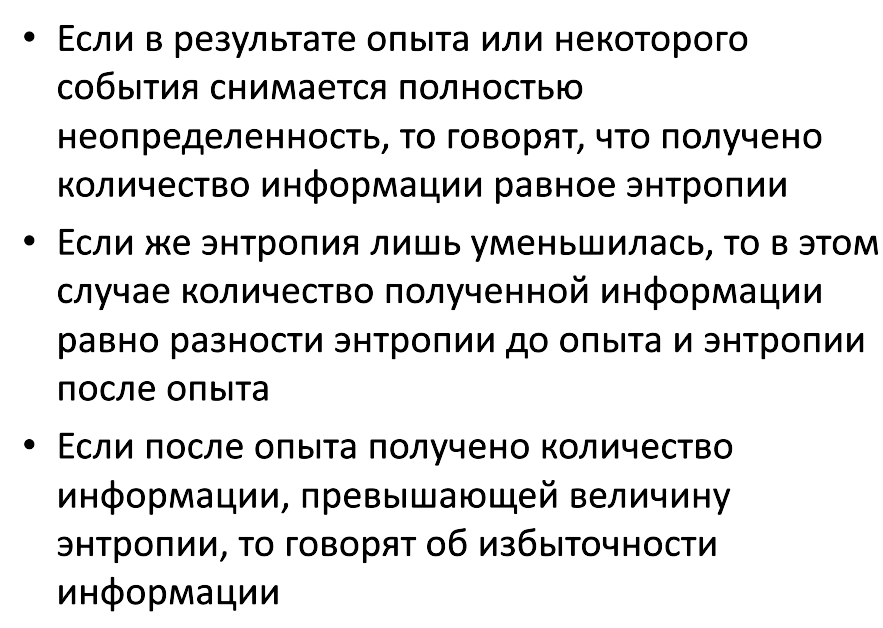 • Если в результате опыта или некоторого
события снимается полностью
неопределенность, то говорят, что получено
количество информации равное энтропии
• Если же энтропия лишь уменьшилась, то в этом
случае количество полученной информации
равно разности энтропии до опыта и энтропии
после опыта
• Если после опыта получено количество
информации, превышающей величину
энтропии, то говорят об избыточности
информации